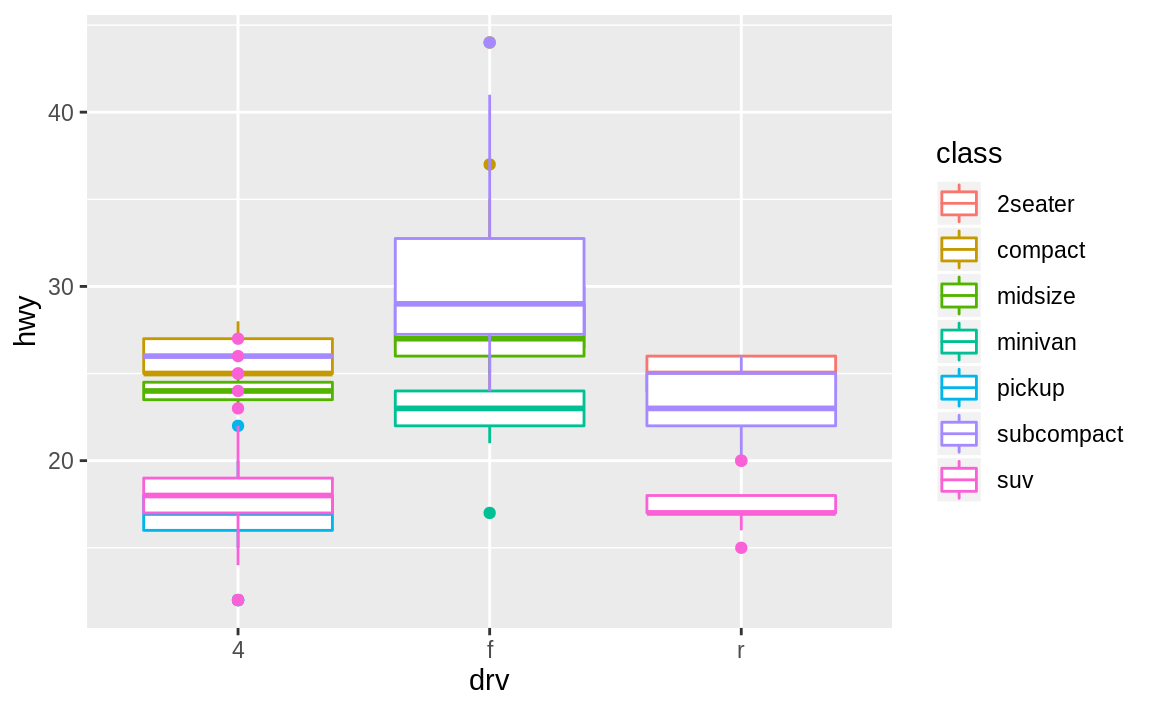 40
30
20
hwy
4
f
r
drv
class
2seater
compact
midsize
minivan
pickup
subcompact
suv